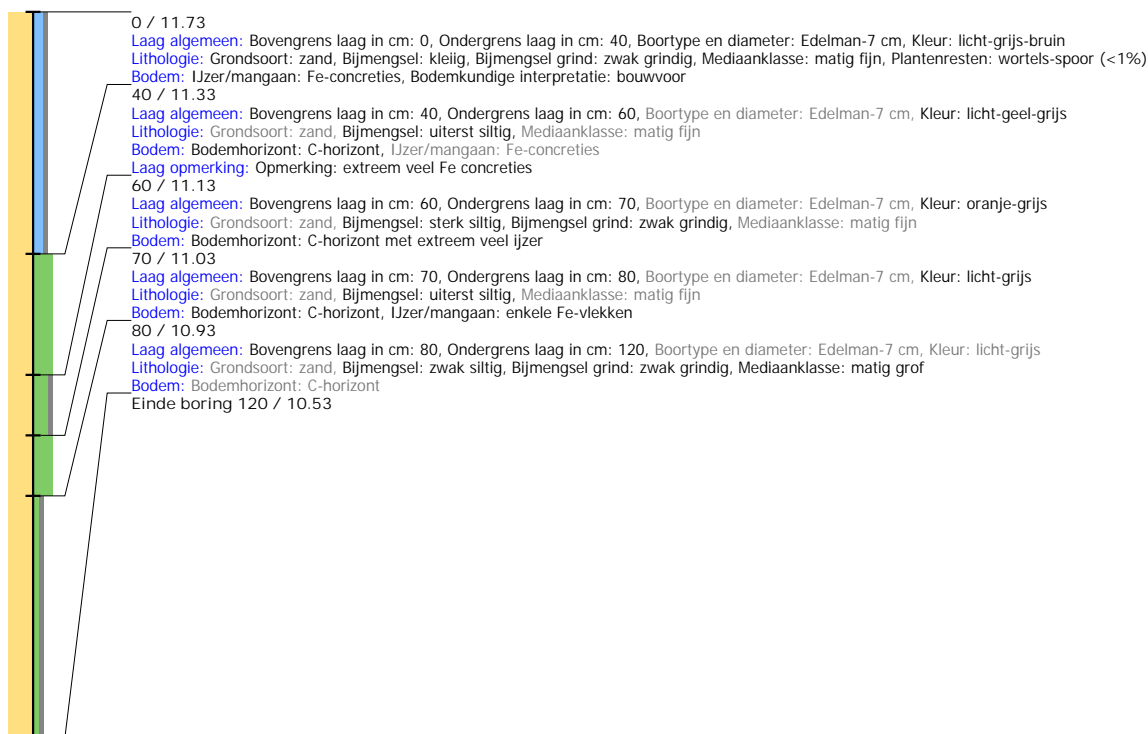 0 / 11.73
Laag algemeen: Bovengrens laag in cm: 0, Ondergrens laag in cm: 40, Boortype en diameter: Edelman-7 cm, Kleur: licht-grijs-bruin
Lithologie: Grondsoort: zand, Bijmengsel: kleiig, Bijmengsel grind: zwak grindig, Mediaanklasse: matig fijn, Plantenresten: wortels-spoor (<1%)
Bodem: IJzer/mangaan: Fe-concreties, Bodemkundige interpretatie: bouwvoor
40 / 11.33
Laag algemeen: Bovengrens laag in cm: 40, Ondergrens laag in cm: 60, Boortype en diameter: Edelman-7 cm, Kleur: licht-geel-grijs
Lithologie: Grondsoort: zand, Bijmengsel: uiterst siltig, Mediaanklasse: matig fijn
Bodem: Bodemhorizont: C-horizont, IJzer/mangaan: Fe-concreties
Laag opmerking: Opmerking: extreem veel Fe concreties
60 / 11.13
Laag algemeen: Bovengrens laag in cm: 60, Ondergrens laag in cm: 70, Boortype en diameter: Edelman-7 cm, Kleur: oranje-grijs
Lithologie: Grondsoort: zand, Bijmengsel: sterk siltig, Bijmengsel grind: zwak grindig, Mediaanklasse: matig fijn
Bodem: Bodemhorizont: C-horizont met extreem veel ijzer
70 / 11.03
Laag algemeen: Bovengrens laag in cm: 70, Ondergrens laag in cm: 80, Boortype en diameter: Edelman-7 cm, Kleur: licht-grijs
Lithologie: Grondsoort: zand, Bijmengsel: uiterst siltig, Mediaanklasse: matig fijn
Bodem: Bodemhorizont: C-horizont, IJzer/mangaan: enkele Fe-vlekken
80 / 10.93
Laag algemeen: Bovengrens laag in cm: 80, Ondergrens laag in cm: 120, Boortype en diameter: Edelman-7 cm, Kleur: licht-grijs
Lithologie: Grondsoort: zand, Bijmengsel: zwak siltig, Bijmengsel grind: zwak grindig, Mediaanklasse: matig grof
Bodem: Bodemhorizont: C-horizont
Einde boring 120 / 10.53